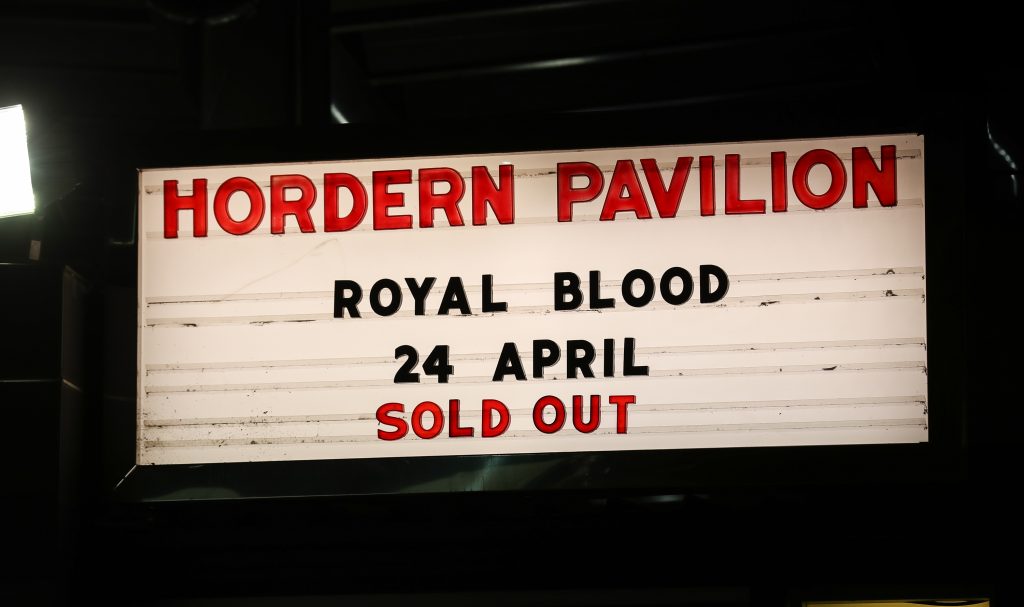 HORDERN PAVILION
ROYAL BLOOD
24 APRIL
SOLD OUT